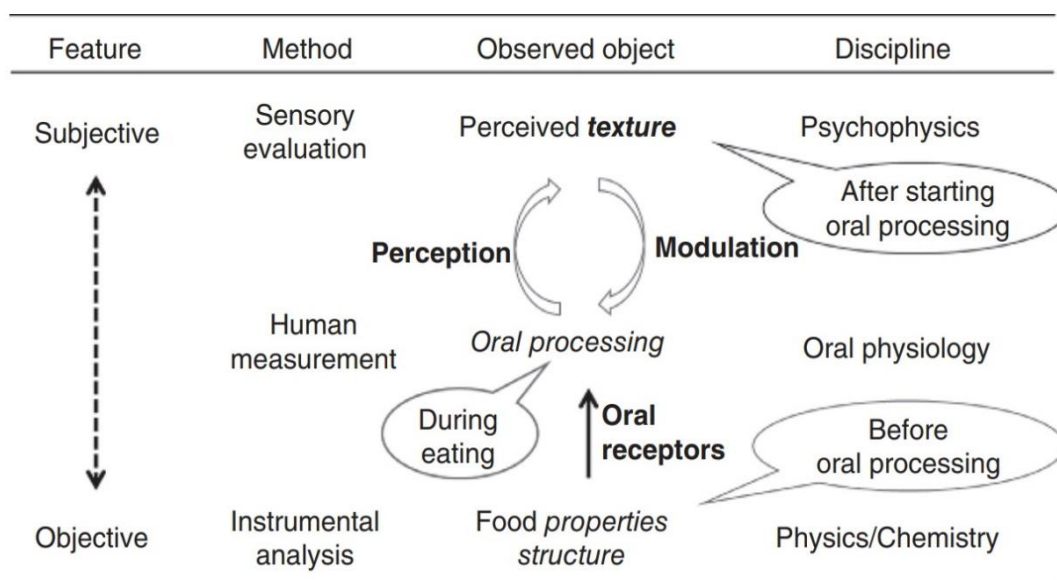 Feature Method Observed object Discipline
Subjective
Sensory
evaluation
Perceived texture
Psychophysics
After starting
oral processing
Perception
Modulation
Human
measurement
Oral processing
Oral physiology
During
eating
Oral
receptors
Before
oral processing
Objective
Instrumental
analysis
Food properties
structure
Physics/Chemistry